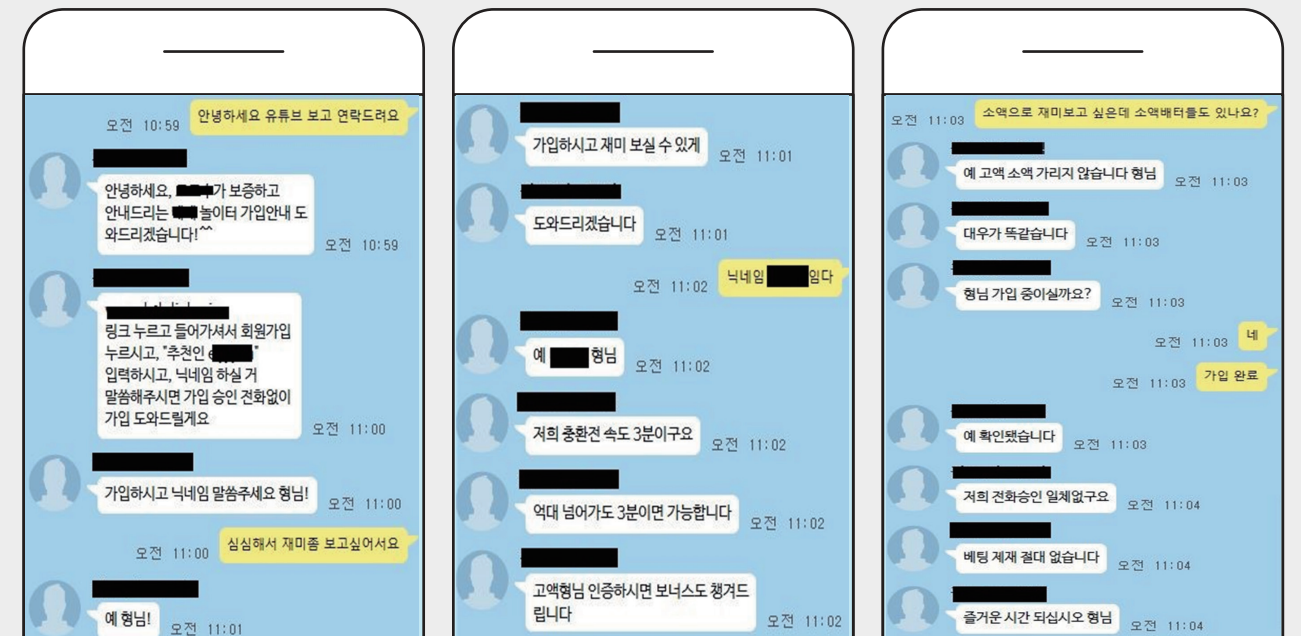 안녕하세요 유튜브 보고 연락드려요
오전 10:59
안녕하세요, 가 보증하고
안내드리는 놀이터 가입안내 도
와드리겠습니다!^^
오전 10:59
링크 누르고 들어가셔서 회원가입
누르시고, "추천인 "
입력하시고, 닉네임 하실 거
말씀해주시면 가입 승인 전화없이
가입 도와드릴게요
오전 11:00
가입하시고 닉네임 말씀주세요 형님!
오전 11:00
심심해서 재미좀 보고싶어서요
오전 11:00
예 형님!
오전 11:01
가입하시고 재미 보실 수 있게
오전 11:01
도와드리겠습니다
오전 11:01
닉네임 임다
오전 11:02
예 형님
오전 11:02
저희 충환전 속도 3분이구요
오전 11:02
억대 넘어가도 3분이면 가능합니다
오전 11:02
고액형님 인증하시면 보너스도 챙겨드
립니다
오전 11:02
소액으로 재미보고 싶은데 소액배터들도 있나요?
오전 11:03
예 고액 소액 가리지 않습니다 형님
오전 11:03
대우가 똑같습니다
오전 11:03
형님 가입 중이실까요?
오전 11:03
네
오전 11:03
가입 완료
오전 11:03
예 확인됐습니다
오전 11:03
저희 전화승인 일체없구요
오전 11:04
베팅 제재 절대 없습니다
오전 11:04
즐거운 시간 되십시오 형님
오전 11:04